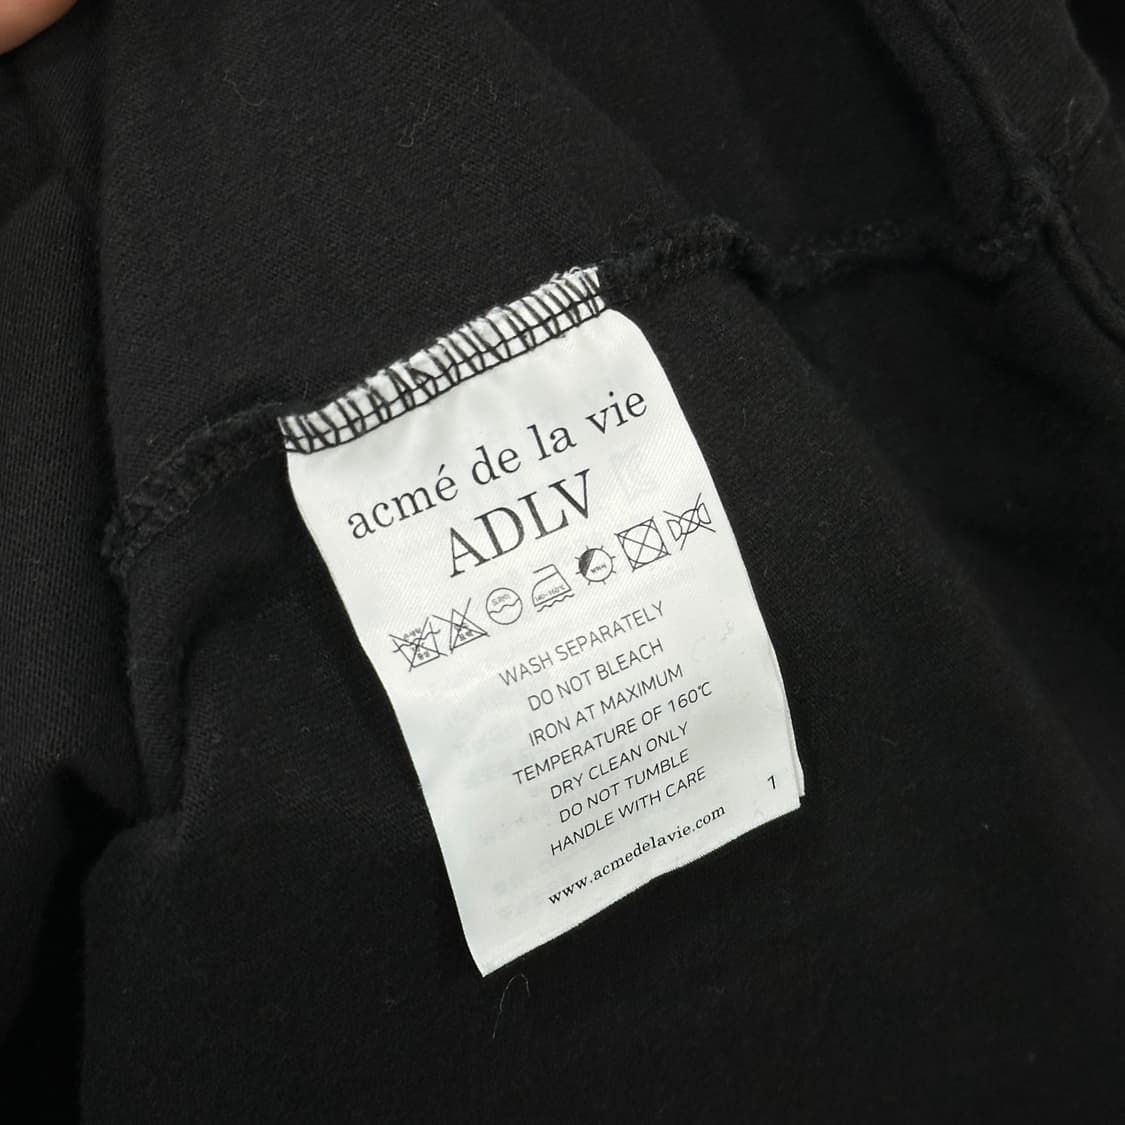 acmé de la vie
ADLV
WASH SEPARATELY
DO NOT BLEACH
IRON AT MAXIMUM
TEMPERATURE OF 160℃
DRY CLEAN ONLY
DO NOT TUMBLE
HANDLE WITH CARE
1
www.acmedelavie.com